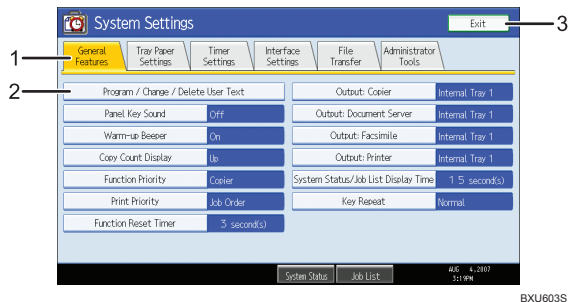 System Settings
Exit
3
1
General Features
Tray Paper Settings
Timer Settings
Interface Settings
File Transfer
Administrator Tools
2
Program / Change / Delete User Text
Output: Copier
Internal Tray 1
Panel Key Sound
Off
Output: Document Server
Internal Tray 1
Warm-up Beeper
On
Output: Facsimile
Internal Tray 1
Copy Count Display
Up
Output: Printer
Internal Tray 1
Function Priority
Copier
System Status/Job List Display Time
15 second(s)
Print Priority
Job Order
Key Repeat
Normal
Function Reset Timer
3 second(s)
System Status
Job List
AUG 4,2007
3:19PM
BXU603S